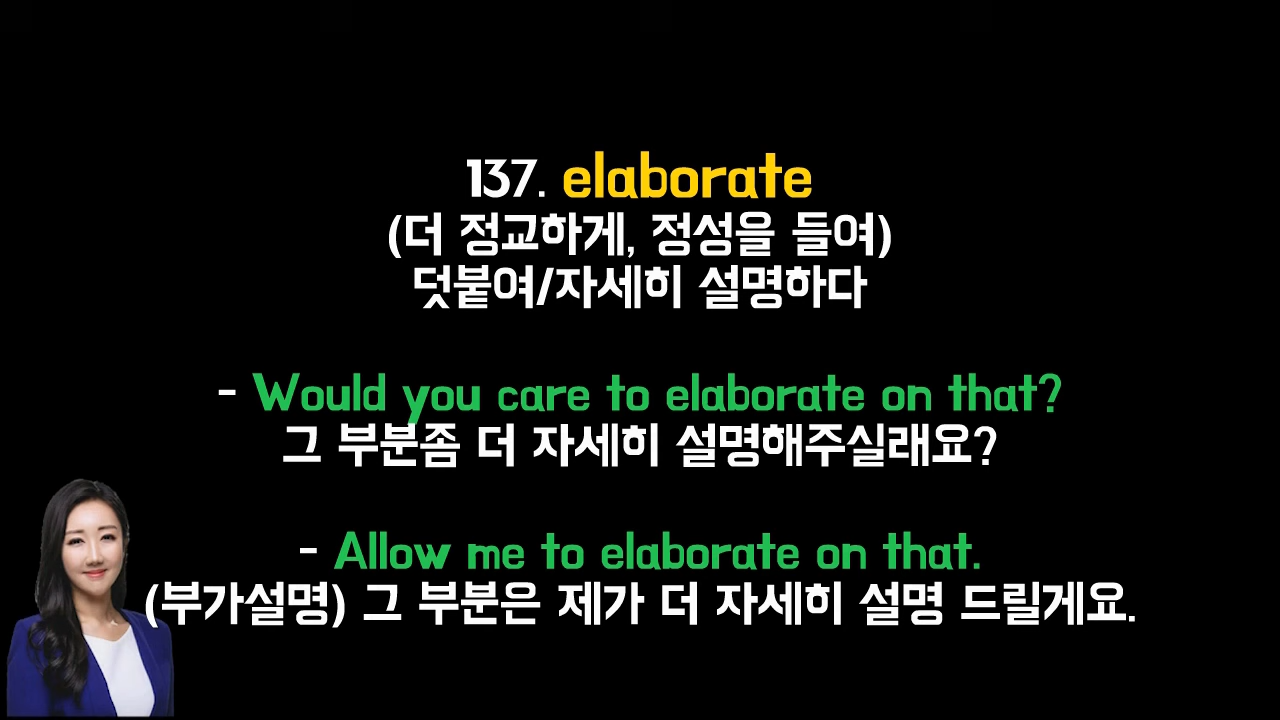 137. elaborate
(더 정교하게, 정성을 들여)
덧붙여/자세히 설명하다
- Would you care to elaborate on that?
그 부분좀 더 자세히 설명해주실래요?
- Allow me to elaborate on that.
(부가설명) 그 부분은 제가 더 자세히 설명 드릴게요.